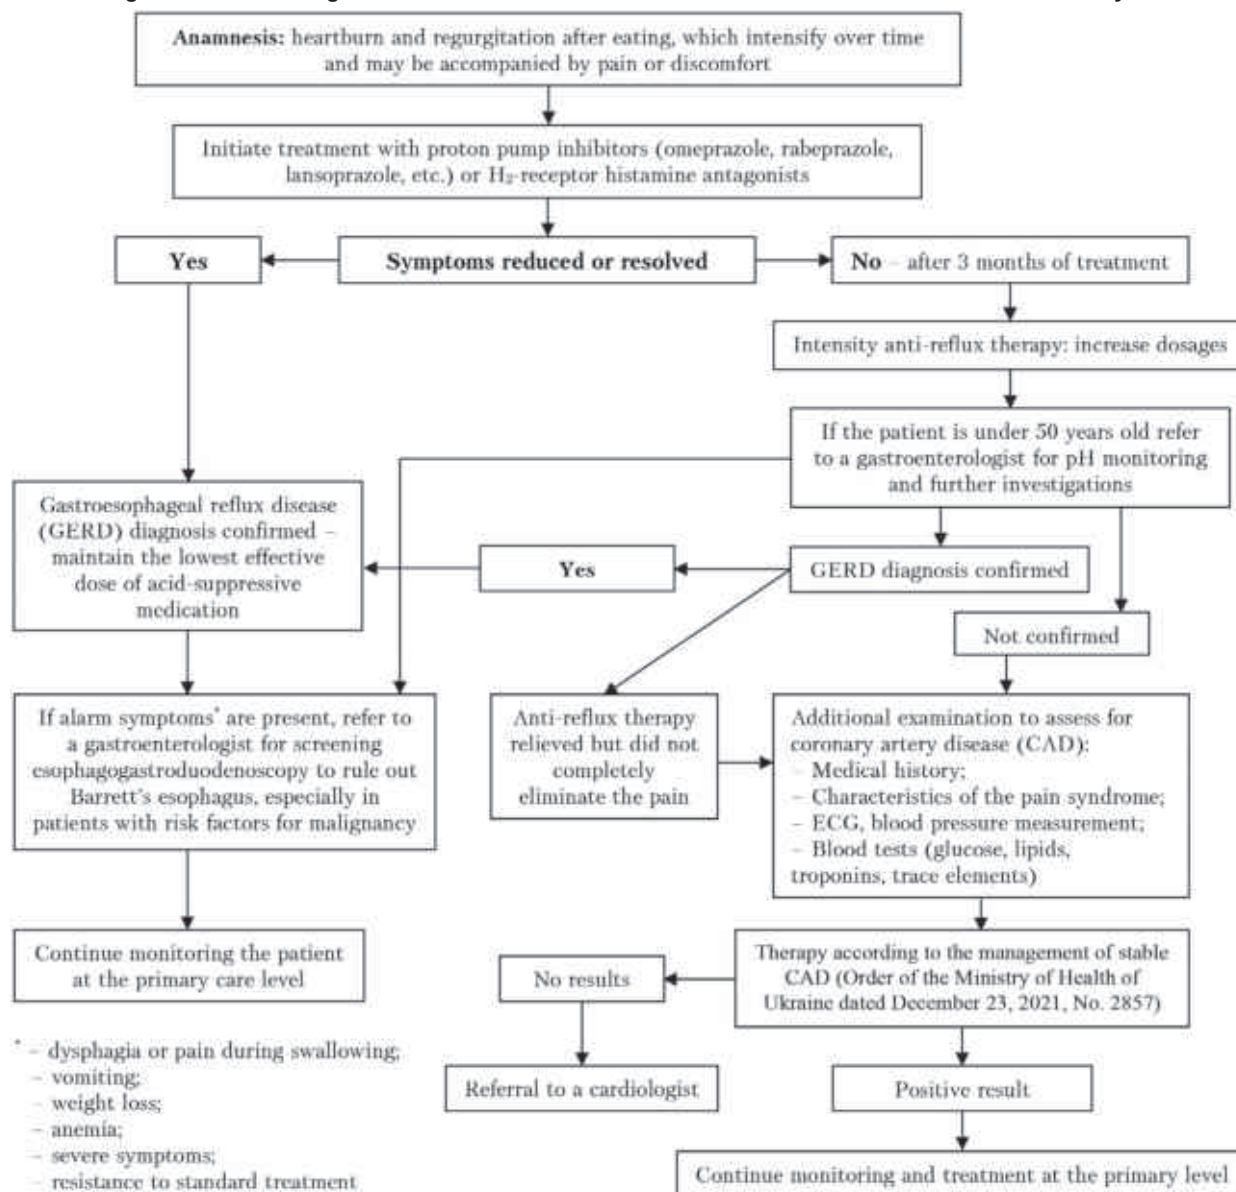 Anamnesis: heartburn and regurgitation after eating, which intensify over time
and may be accompanied by pain or discomfort
Initiate treatment with proton pump inhibitors (omeprazole, rabeprazole,
lansoprazole, etc.) or H₂-receptor histamine antagonists
Yes
Symptoms reduced or resolved
No – after 3 months of treatment
Intensity anti-reflux therapy: increase dosages
If the patient is under 50 years old refer
to a gastroenterologist for pH monitoring
and further investigations
Gastroesophageal reflux disease
(GERD) diagnosis confirmed –
maintain the lowest effective
dose of acid-suppressive
medication
Yes
GERD diagnosis confirmed
Not confirmed
If alarm symptoms* are present, refer to
a gastroenterologist for screening
esophagogastroduodenoscopy to rule out
Barrett's esophagus, especially in
patients with risk factors for malignancy
Anti-reflux therapy
relieved but did not
completely
eliminate the pain
Additional examination to assess for
coronary artery disease (CAD):
– Medical history;
– Characteristics of the pain syndrome;
– ECG, blood pressure measurement;
– Blood tests (glucose, lipids,
troponins, trace elements)
Continue monitoring the patient
at the primary care level
No results
Therapy according to the management of stable
CAD (Order of the Ministry of Health of
Ukraine dated December 23, 2021, No. 2857)
Referral to a cardiologist
Positive result
Continue monitoring and treatment at the primary level
* – dysphagia or pain during swallowing;
– vomiting;
– weight loss;
– anemia;
– severe symptoms;
– resistance to standard treatment